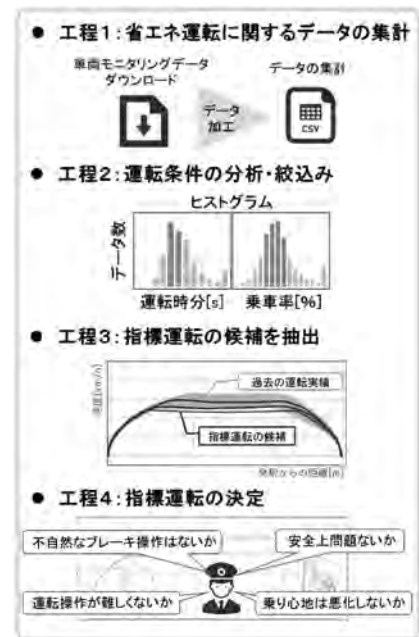 ● 工程1：省エネ運転に関するデータの集計
車両モニタリングデータ
ダウンロード
データの集計
データ
加工
CSV
● 工程2：運転条件の分析・絞込み
ヒストグラム
データ数
運転時分[s]
乗車率[%]
● 工程3：指標運転の候補を抽出
速度[km/h]
過去の運転実績
指標運転の候補
発駅からの距離[m]
● 工程4：指標運転の決定
不自然なブレーキ操作はないか
安全上問題ないか
運転操作が難しくないか
乗り心地は悪化しないか